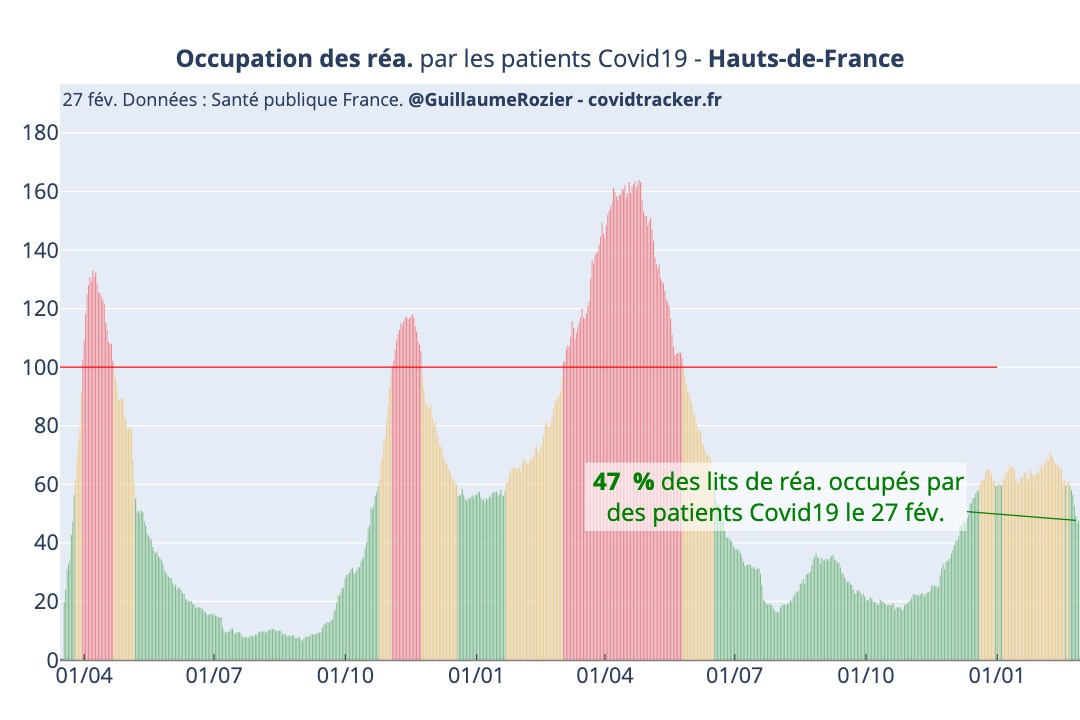 Occupation des réa. par les patients Covid19 - Hauts-de-France
27 fév. Données : Santé publique France. @GuillaumeRozier - covidtracker.fr
180
160
140
120
100
80
60
40
20
0
47 % des lits de réa. occupés par
des patients Covid19 le 27 fév.
01/04 01/07 01/10 01/01 01/04 01/07 01/10 01/01